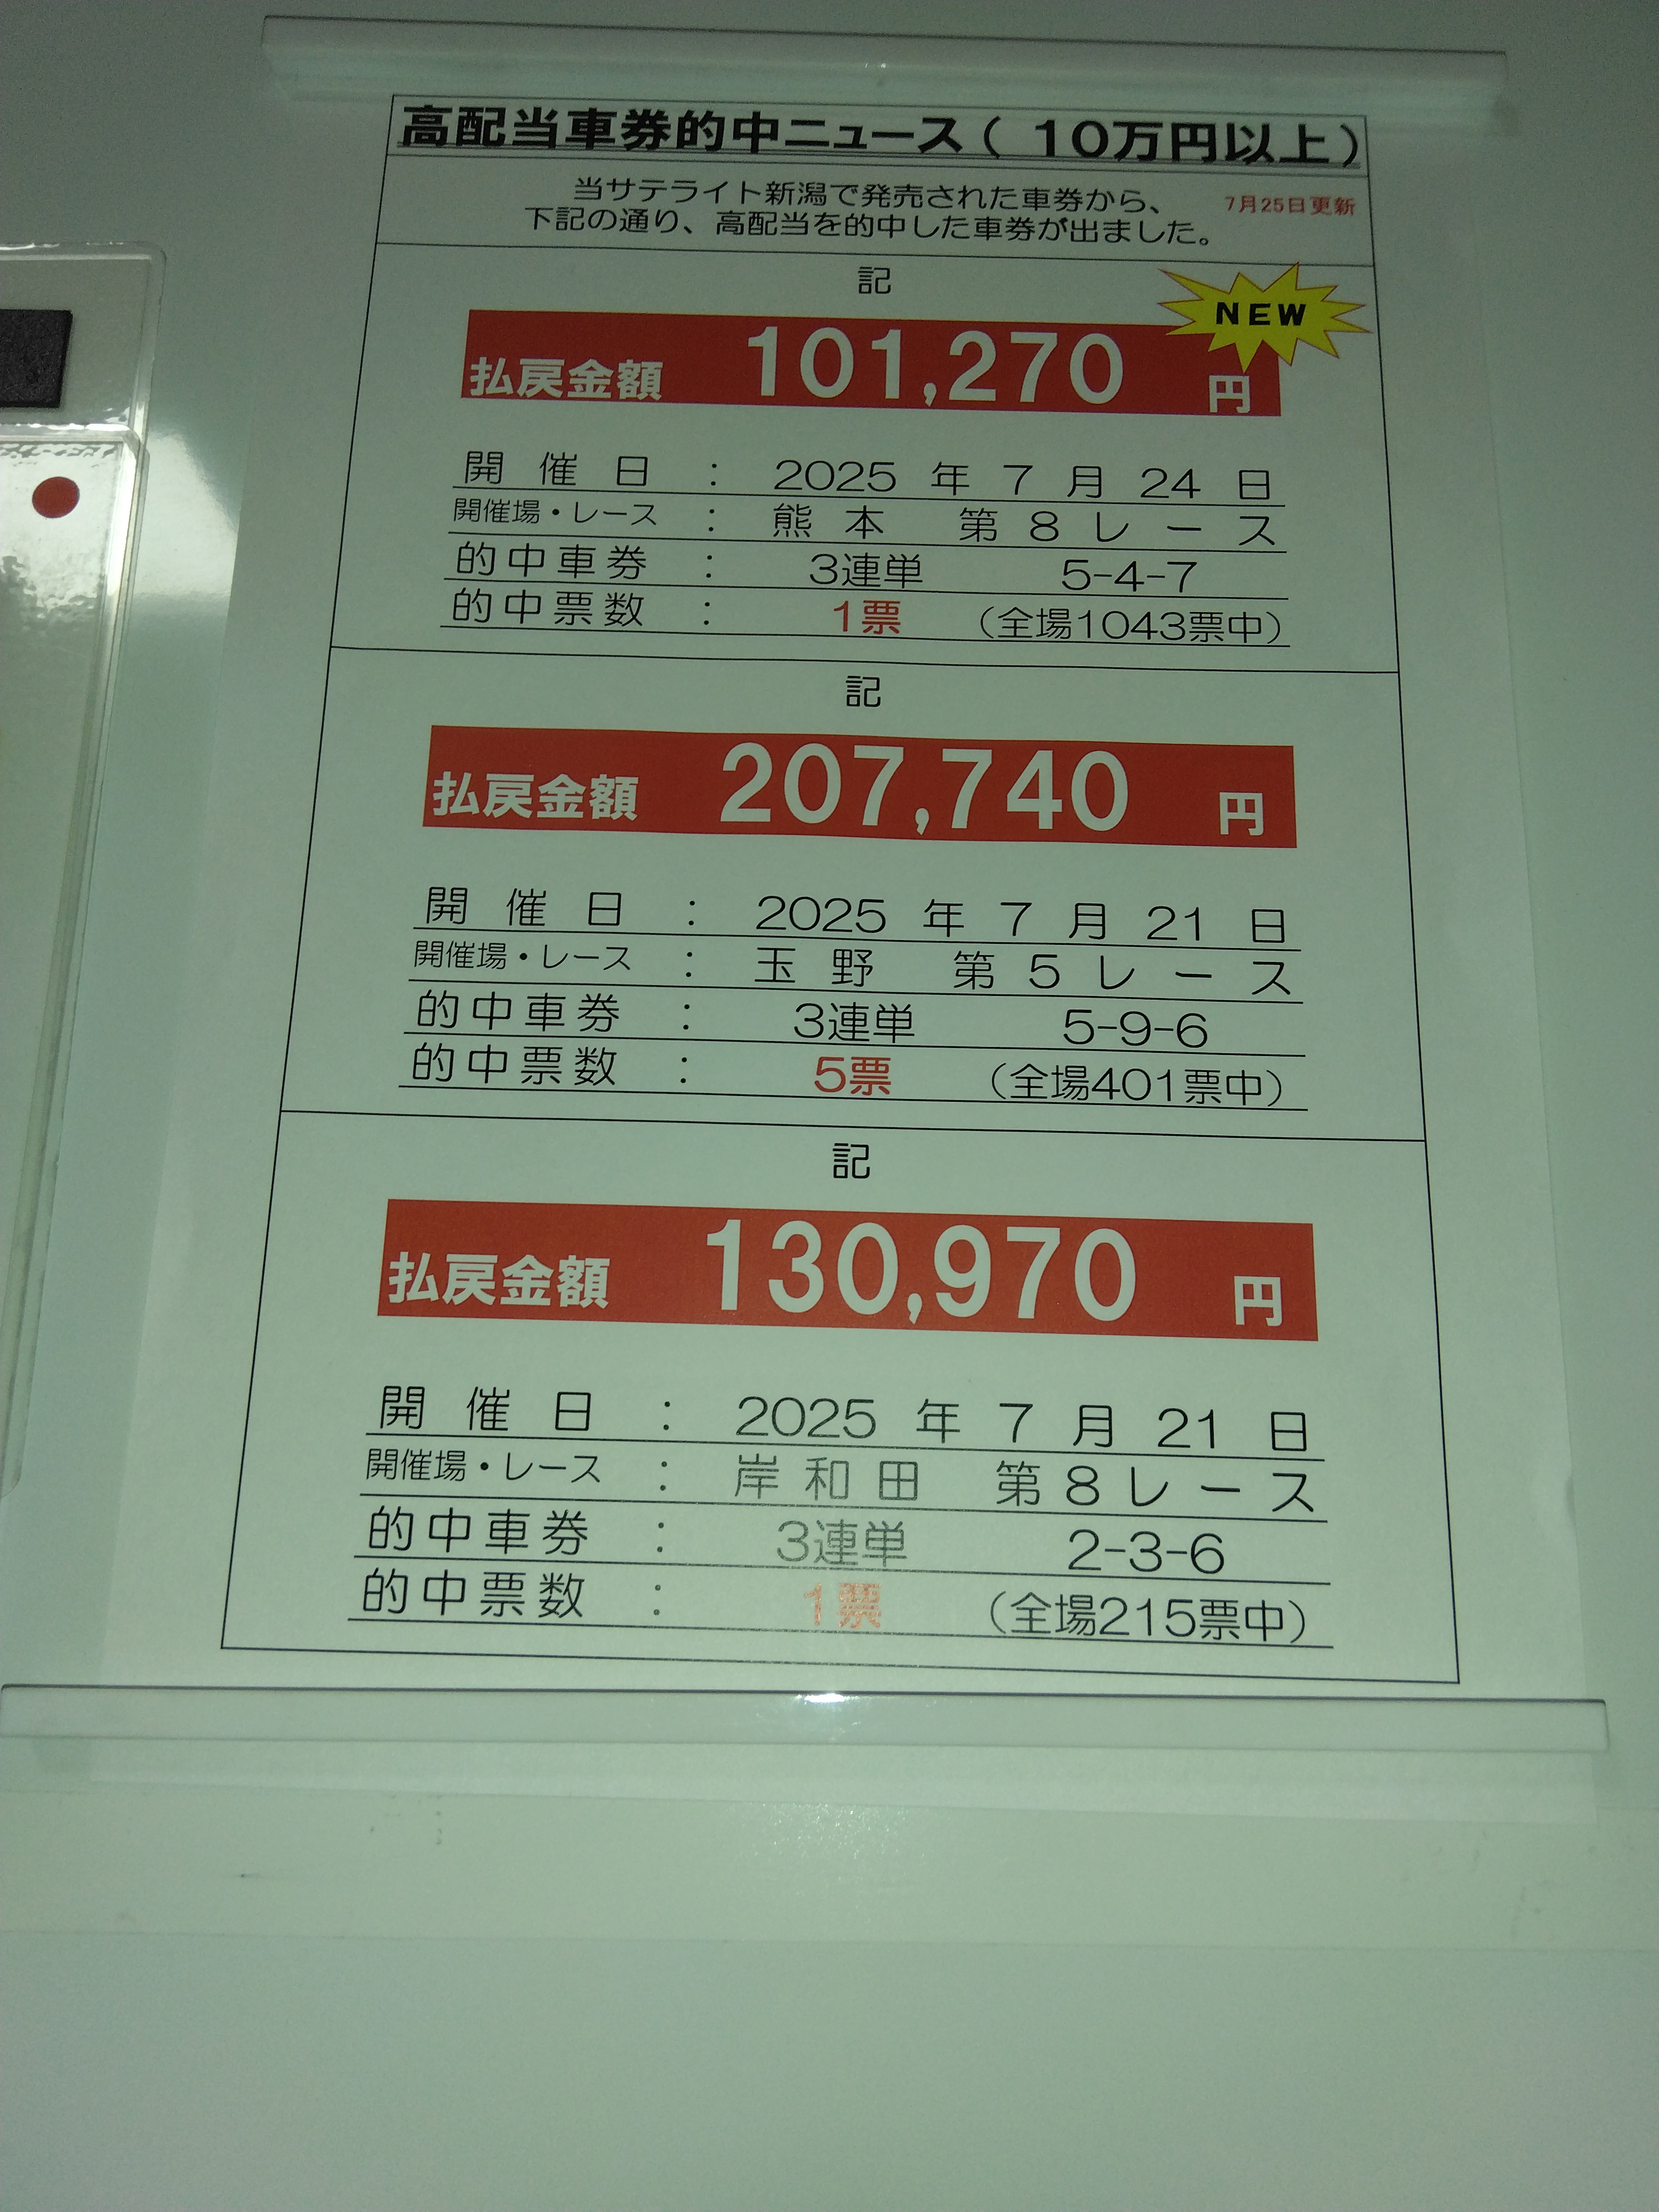 高配当車券的中ニュース( 10万円以上)
当サテライト新潟で発売された車券から、
7月25日更新
下記の通り、高配当を的中した車券が出ました。
記
NEW
払戻金額 101,270 円
開催日 : 2025 年 7 月 24 日
開催場・レース : 熊本 第8レース
的中車券 : 3連単 5-4-7
的中票数 : 1票 (全場1043票中)
記
払戻金額 207,740 円
開催日 : 2025 年 7 月 21 日
開催場・レース : 玉野 第5レース
的中車券 : 3連単 5-9-6
的中票数 : 5票 (全場401票中)
記
払戻金額 130,970 円
開催日 : 2025 年 7 月 21 日
開催場・レース : 岸和田 第8レース
的中車券 : 3連単 2-3-6
的中票数 : 1票 (全場215票中)